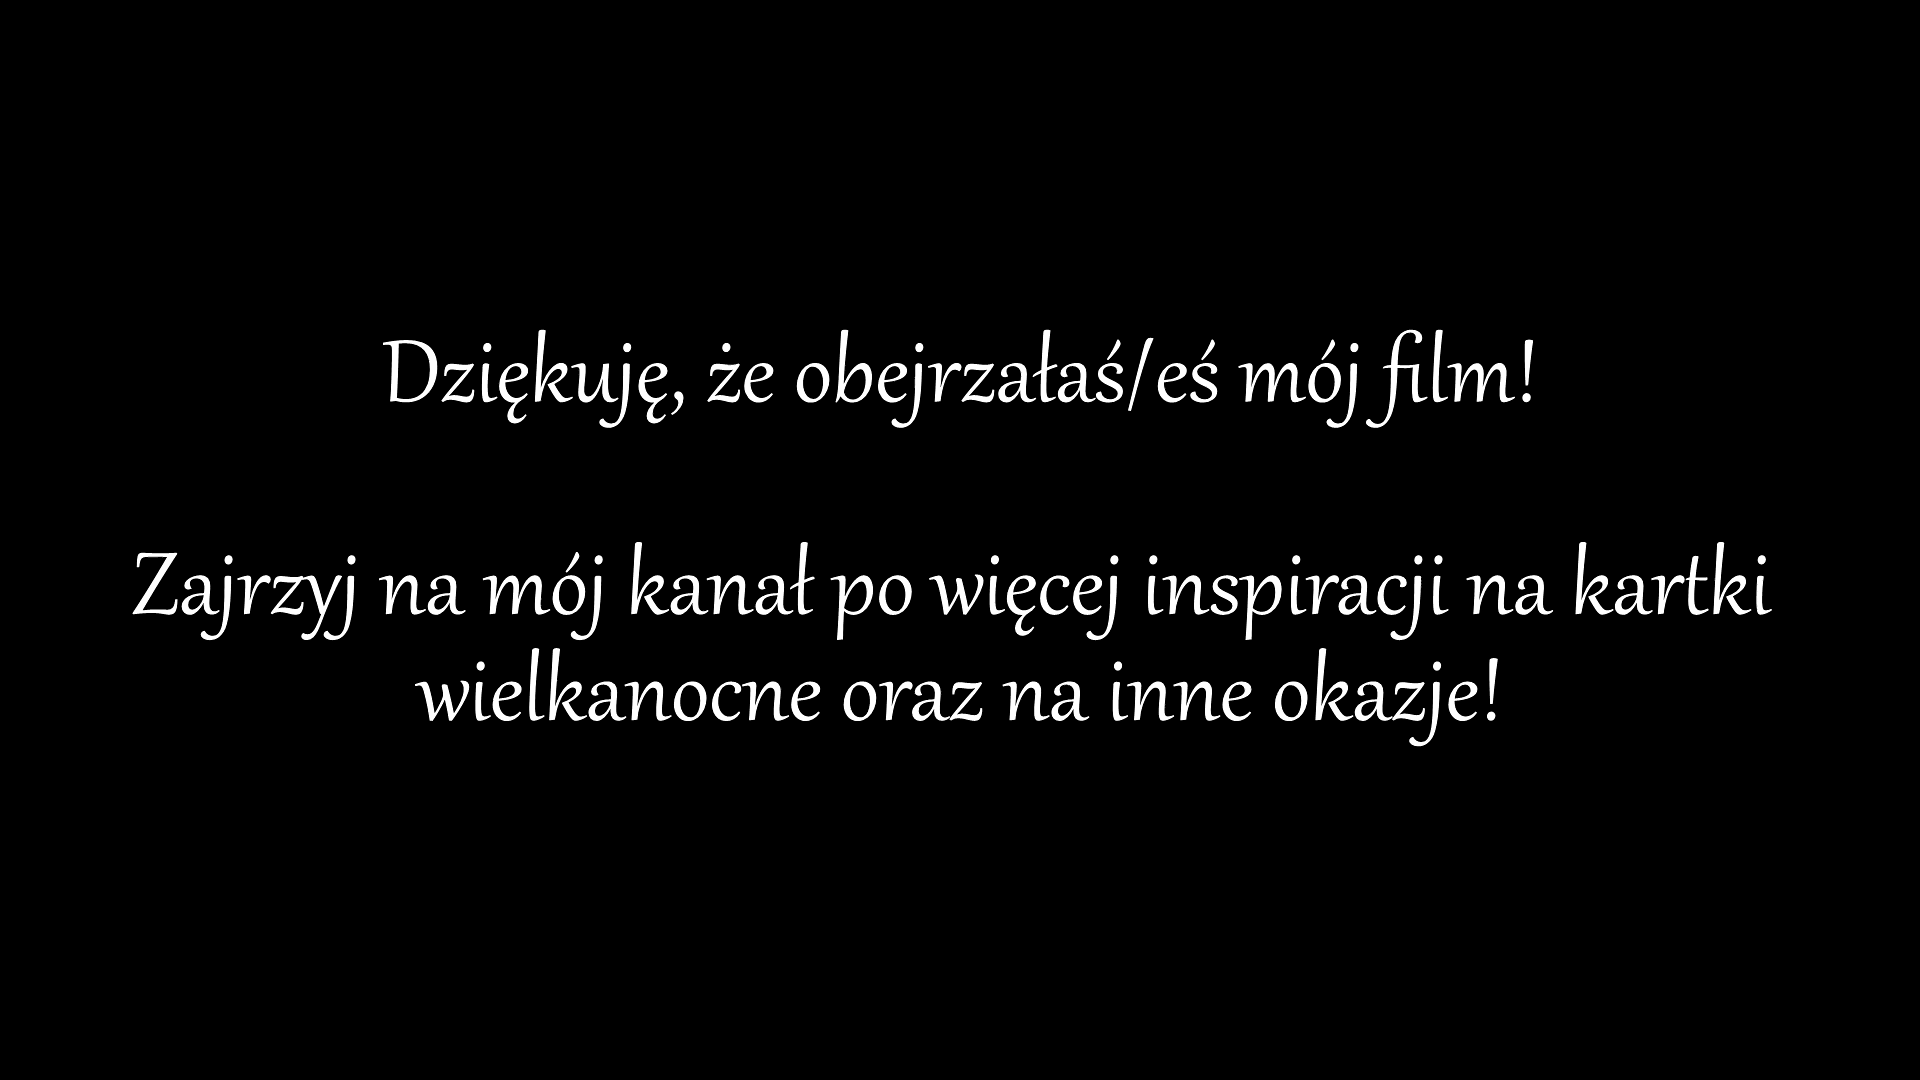 Dziękuję, że obejrzałaś/eś mój film!
Zajrzyj na mój kanał po więcej inspiracji na kartki
wielkanocne oraz na inne okazje!